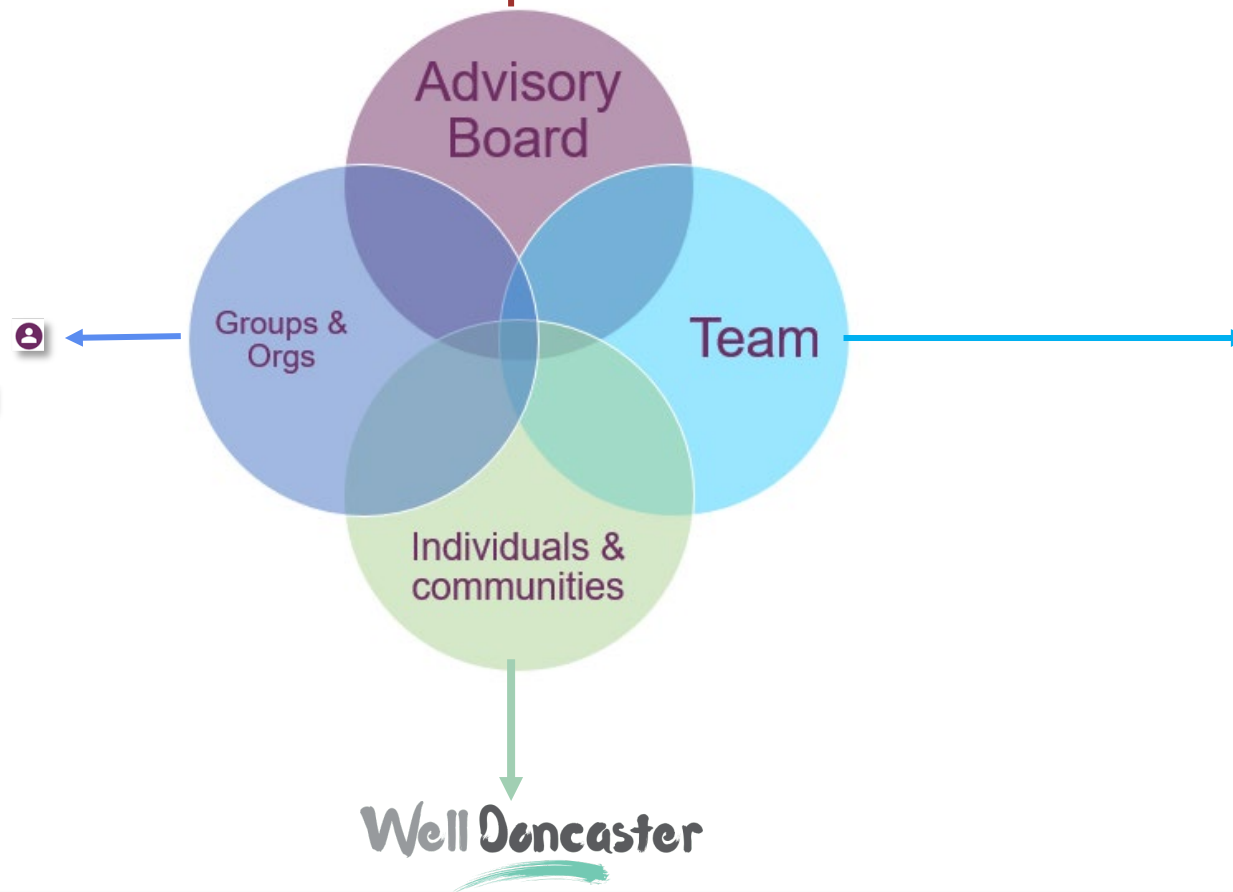 Advisory
Board
Groups &
Orgs
Team
Individuals &
communities
Well Doncaster